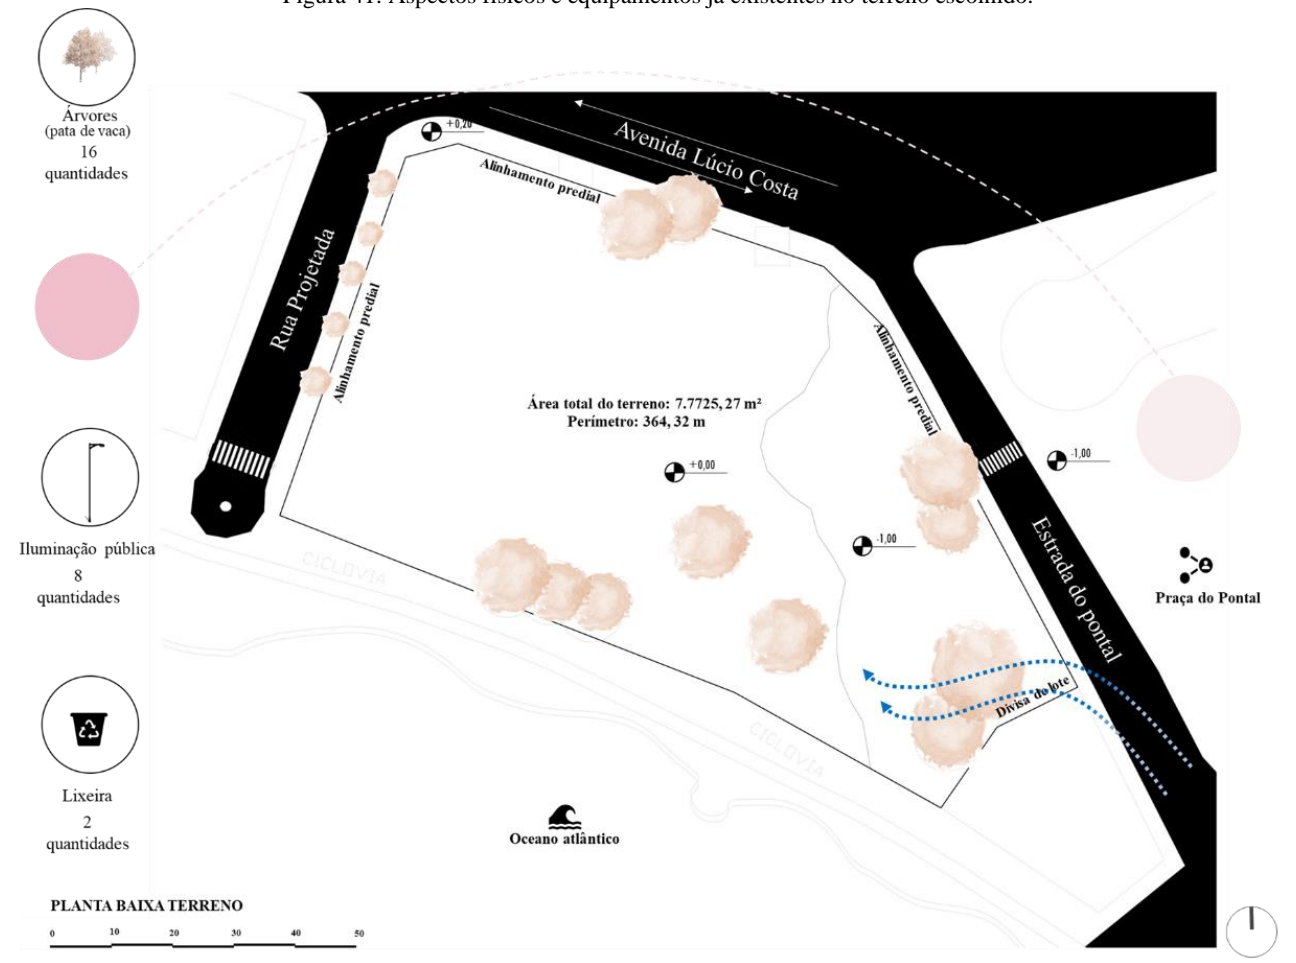 Figura 41: Aspectos físicos e equipamentos já existentes no terreno escolhido.
Árvores
(pata de vaca)
16
quantidades
Iluminação pública
8
quantidades
Lixeira
2
quantidades
+0,20
Avenida Lúcio Costa
Alinhamento predial
Rua Projetada
Alinhamento predial
Alinhamento predial
Área total do terreno: 7.7725,27 m²
Perímetro: 364, 32 m
+0,00
-1,00
-1,00
Estrada do pontal
Praça do Pontal
CICLOVIA
Divisa de lote
CICLOVIA
Oceano atlântico
PLANTA BAIXA TERRENO
0 10 20 30 40 50